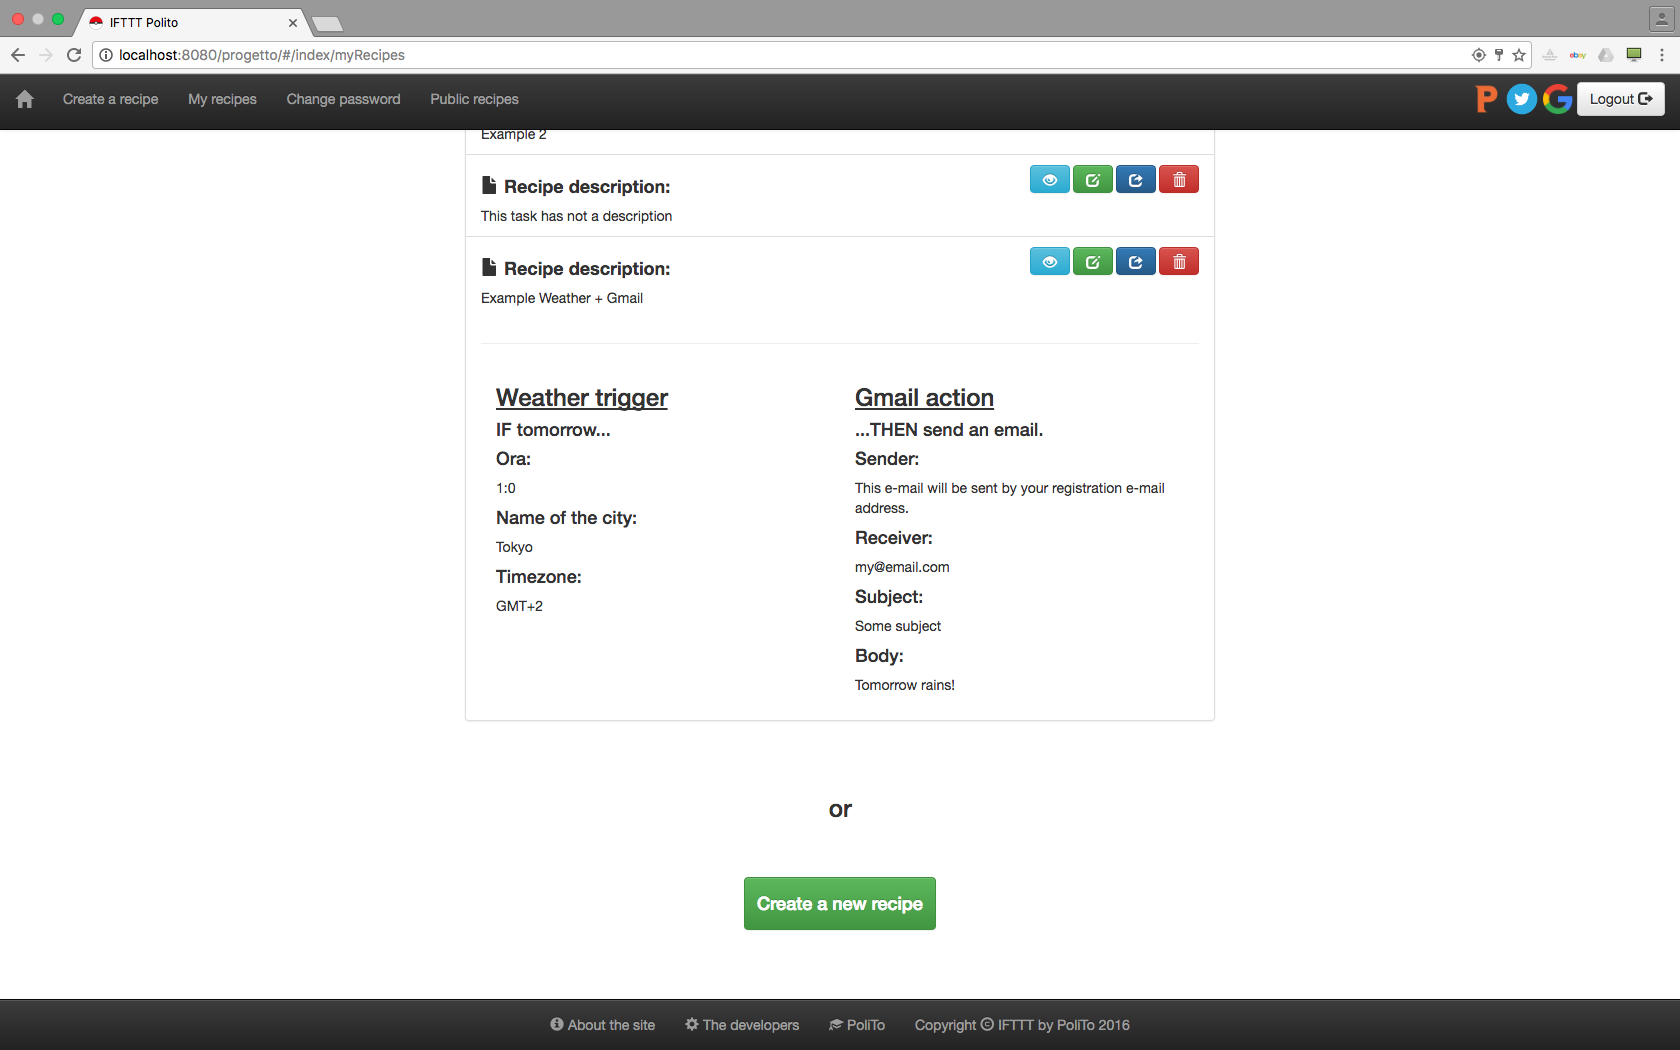 IFTTT Polito
localhost:8080/progetto/#/index/myRecipes
ebay
Create a recipe
My recipes
Change password
Public recipes
P
G
Logout
Example 2
Recipe description:
This task has not a description
Recipe description:
Example Weather + Gmail
Weather trigger
IF tomorrow...
Ora:
1:0
Name of the city:
Tokyo
Timezone:
GMT+2
Gmail action
...THEN send an email.
Sender:
This e-mail will be sent by your registration e-mail
address.
Receiver:
my@email.com
Subject:
Some subject
Body:
Tomorrow rains!
or
Create a new recipe
About the site
The developers
PoliTo
Copyright © IFTTT by PoliTo 2016